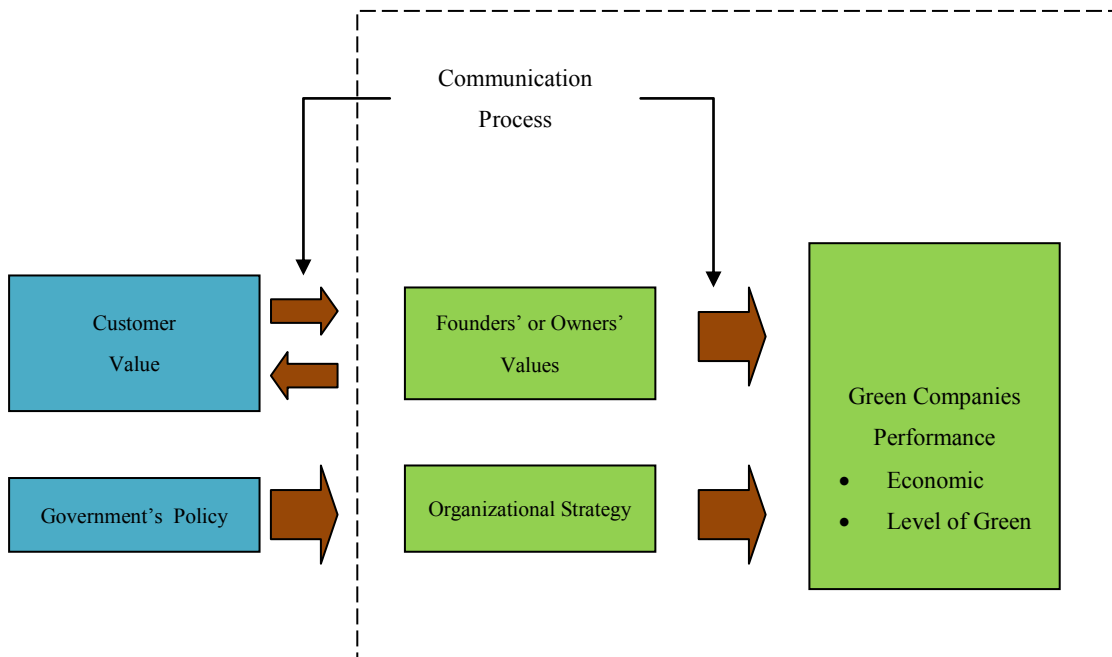 Communication
Process
Customer
Value
Founders’ or Owners’
Values
Green Companies
Performance
• Economic
• Level of Green
Government’s Policy
Organizational Strategy